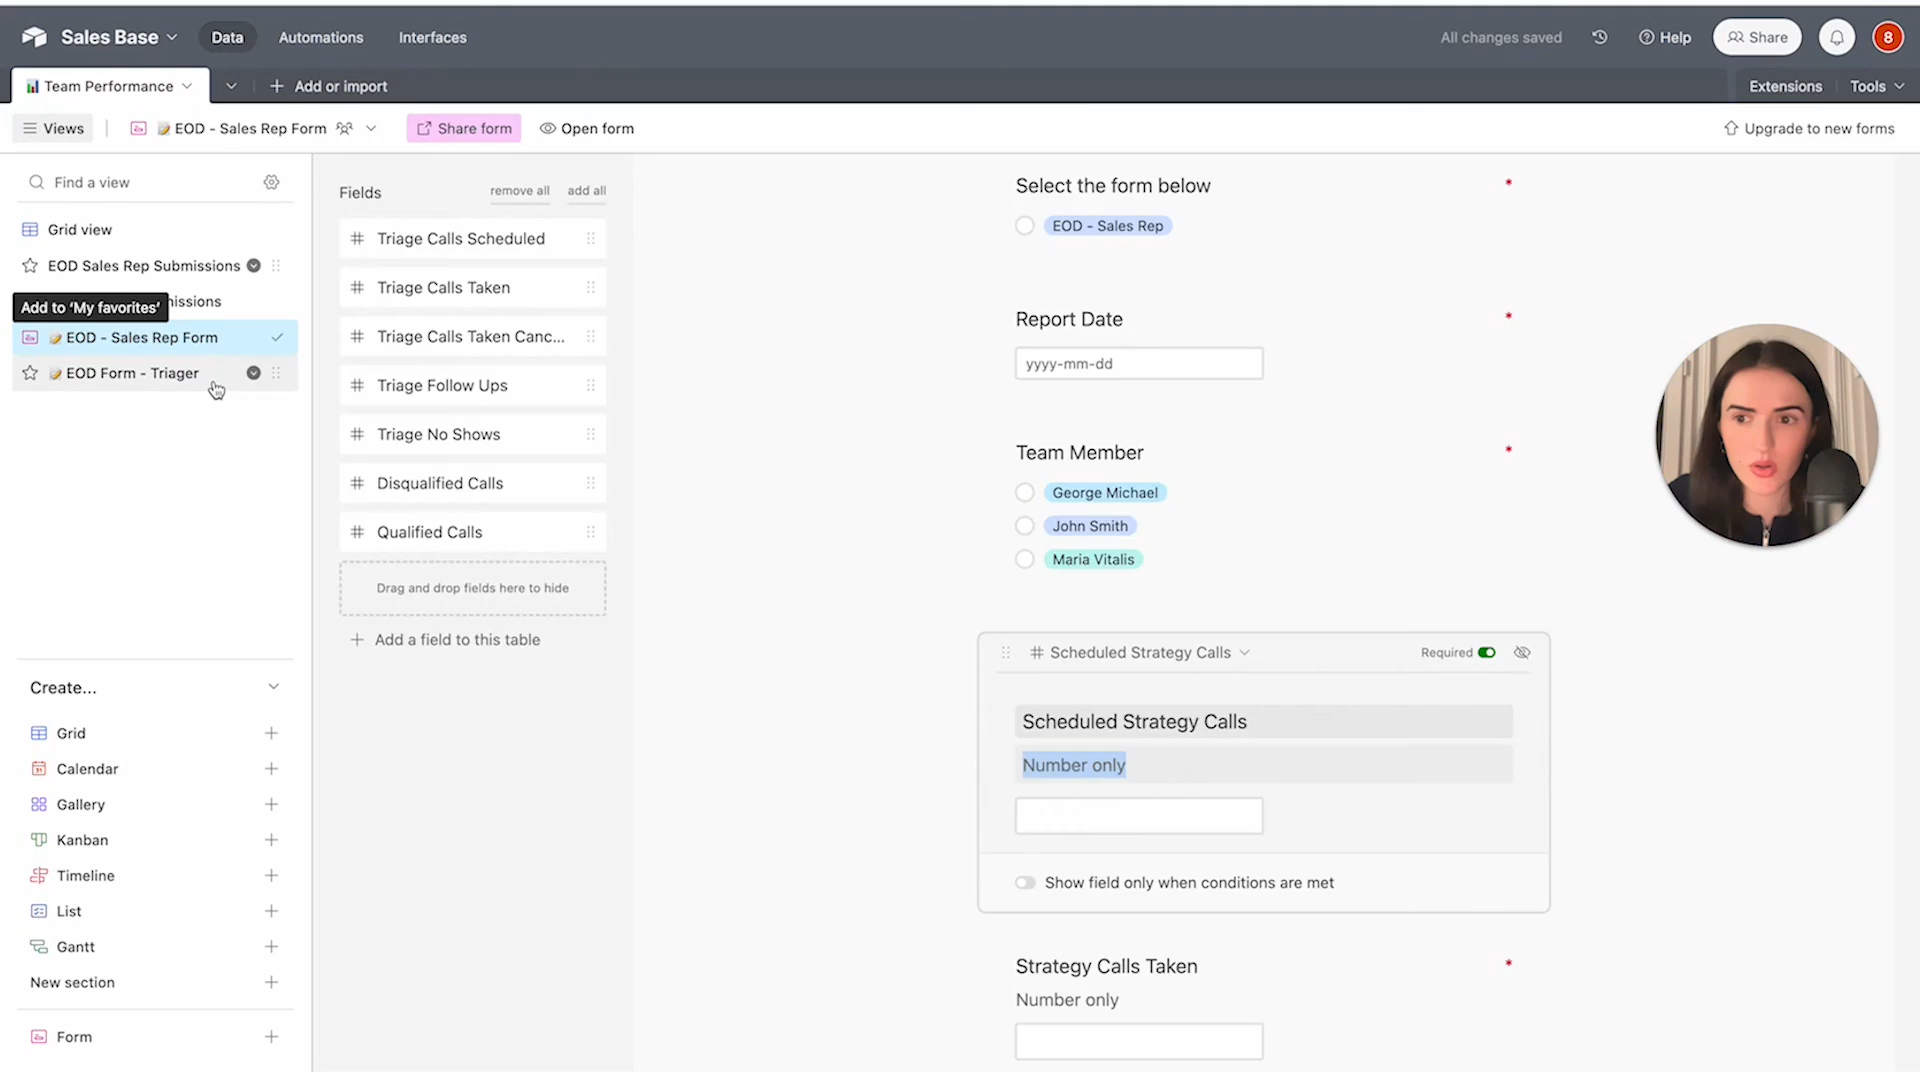 Sales Base
Data
Automations
Interfaces
All changes saved
Help
Share
8
Team Performance
Add or import
Extensions
Tools
Views
EOD - Sales Rep Form
Share form
Open form
Upgrade to new forms
Find a view
Grid view
EOD Sales Rep Submissions
Add to ‘My favorites’
missions
EOD - Sales Rep Form
EOD Form - Triager
Create...
Grid
Calendar
Gallery
Kanban
Timeline
List
Gantt
New section
Form
Fields
remove all
add all
# Triage Calls Scheduled
# Triage Calls Taken
# Triage Calls Taken Canc...
# Triage Follow Ups
# Triage No Shows
# Disqualified Calls
# Qualified Calls
Drag and drop fields here to hide
+ Add a field to this table
Select the form below *
EOD - Sales Rep
Report Date *
yyyy-mm-dd
Team Member *
George Michael
John Smith
Maria Vitalis
# Scheduled Strategy Calls
Required
Scheduled Strategy Calls
Number only
Show field only when conditions are met
Strategy Calls Taken *
Number only